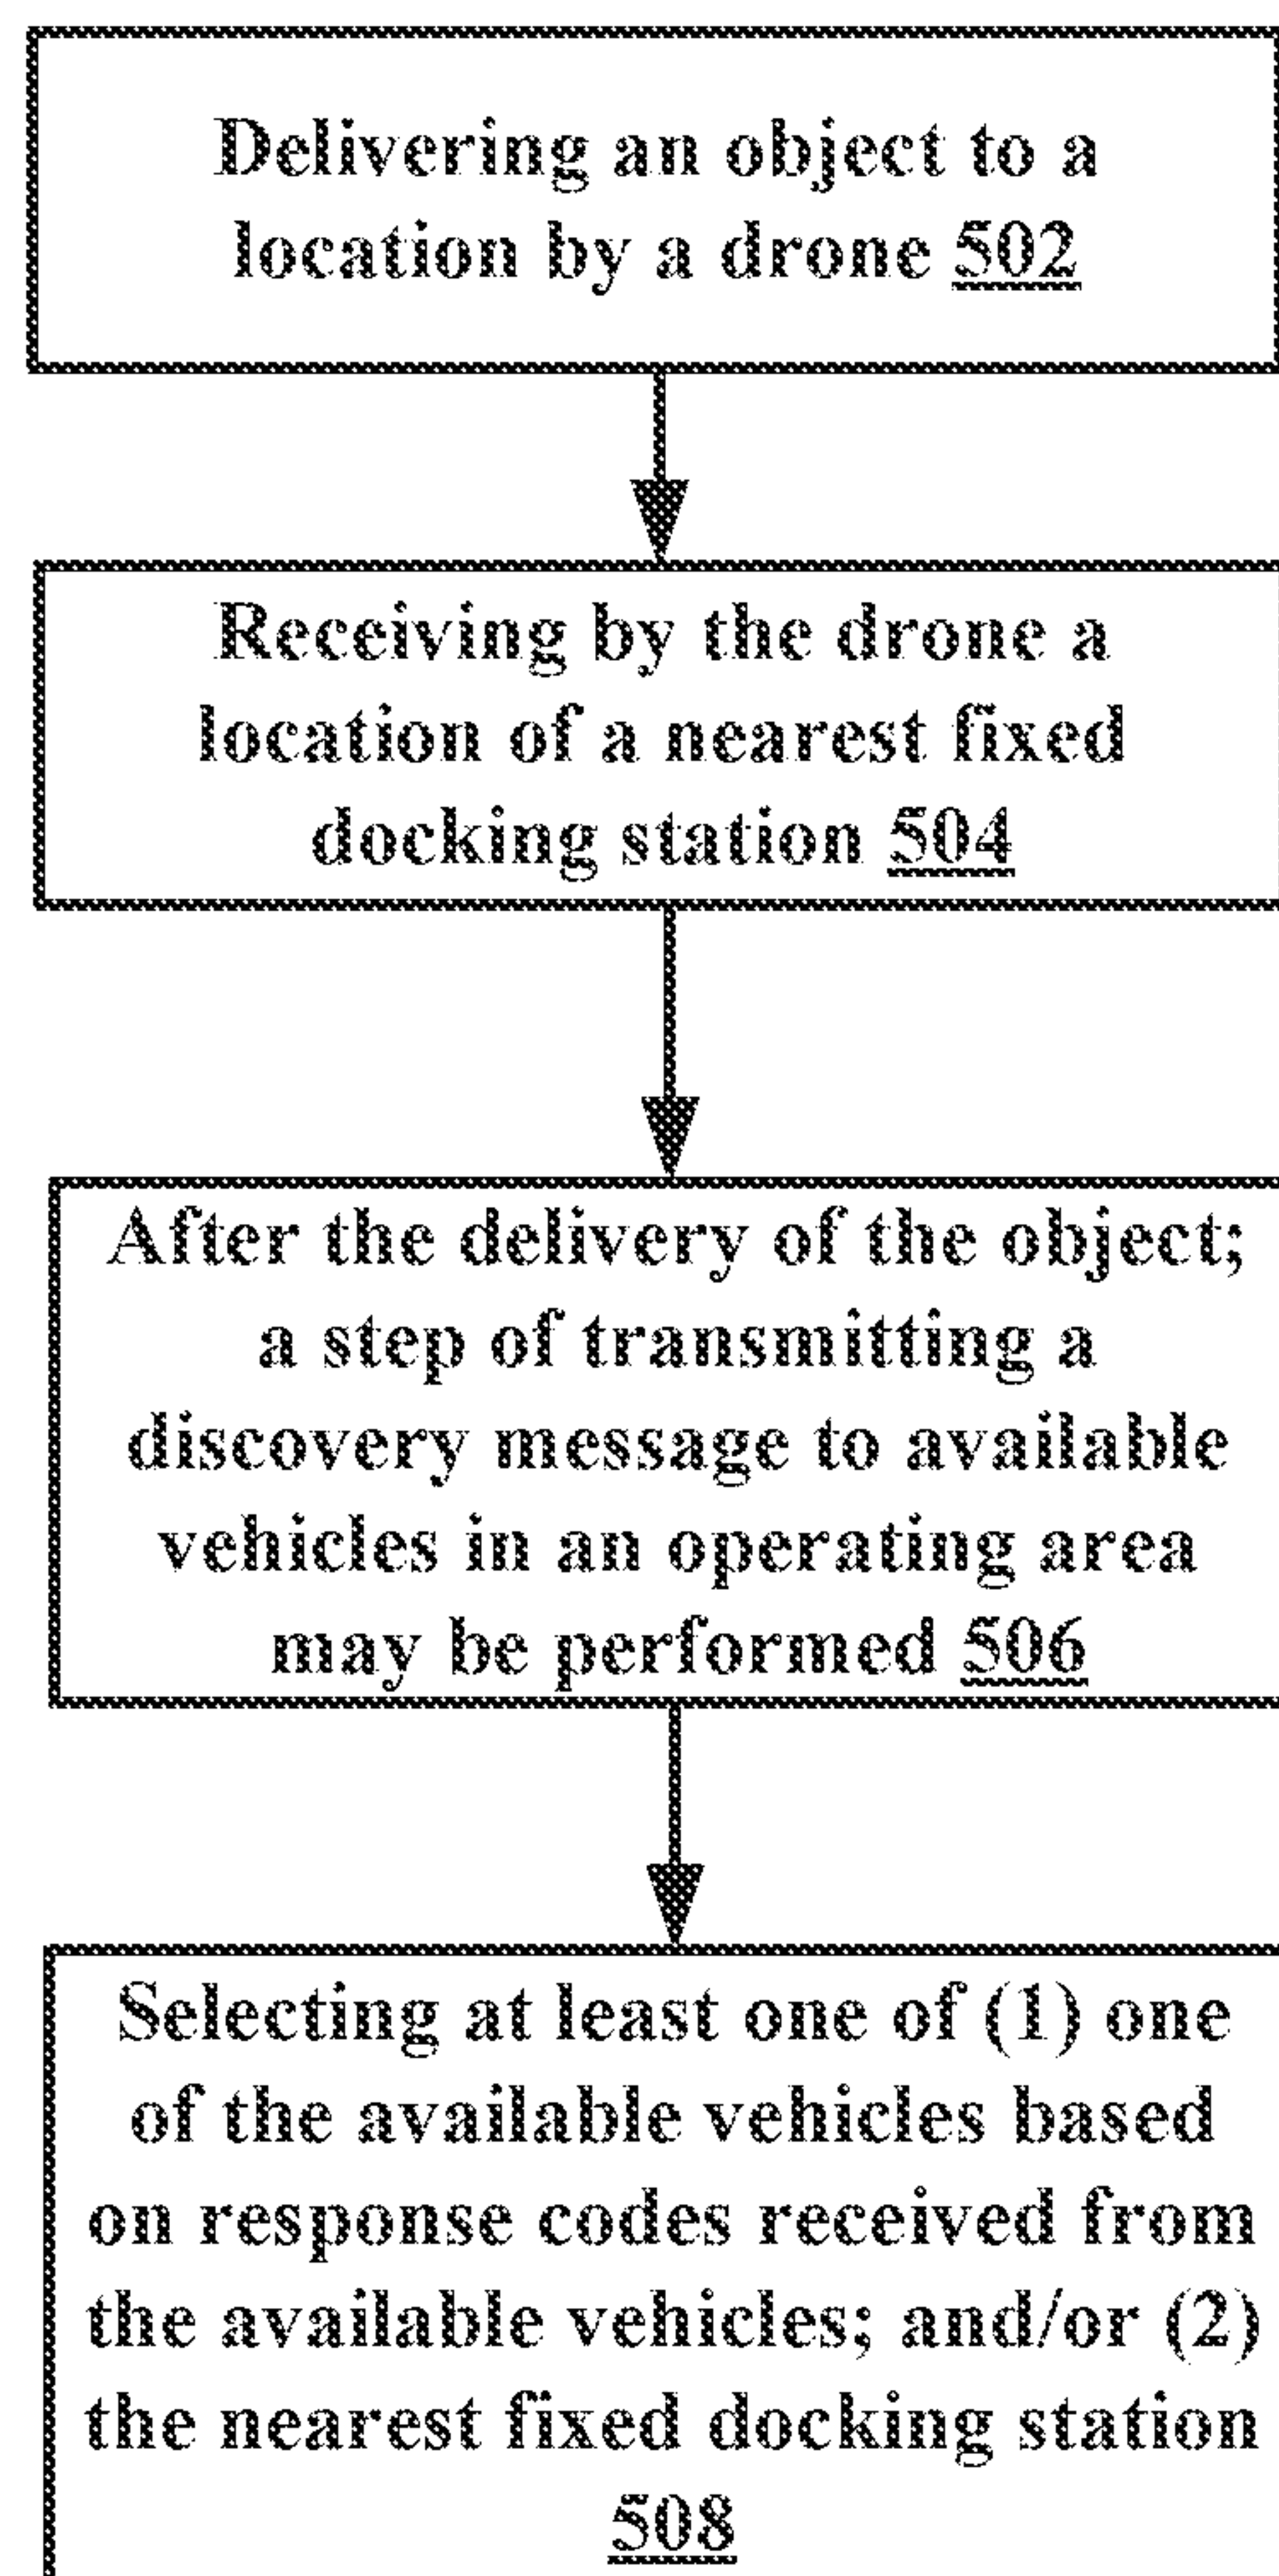 Delivering an object to a
location by a drone 502
Receiving by the drone a
location of a nearest fixed
docking station 504
After the delivery of the object;
a step of transmitting a
discovery message to available
vehicles in an operating area
may be performed 506
Selecting at least one of (1) one
of the available vehicles based
on response codes received from
the available vehicles; and/or (2)
the nearest fixed docking station
508